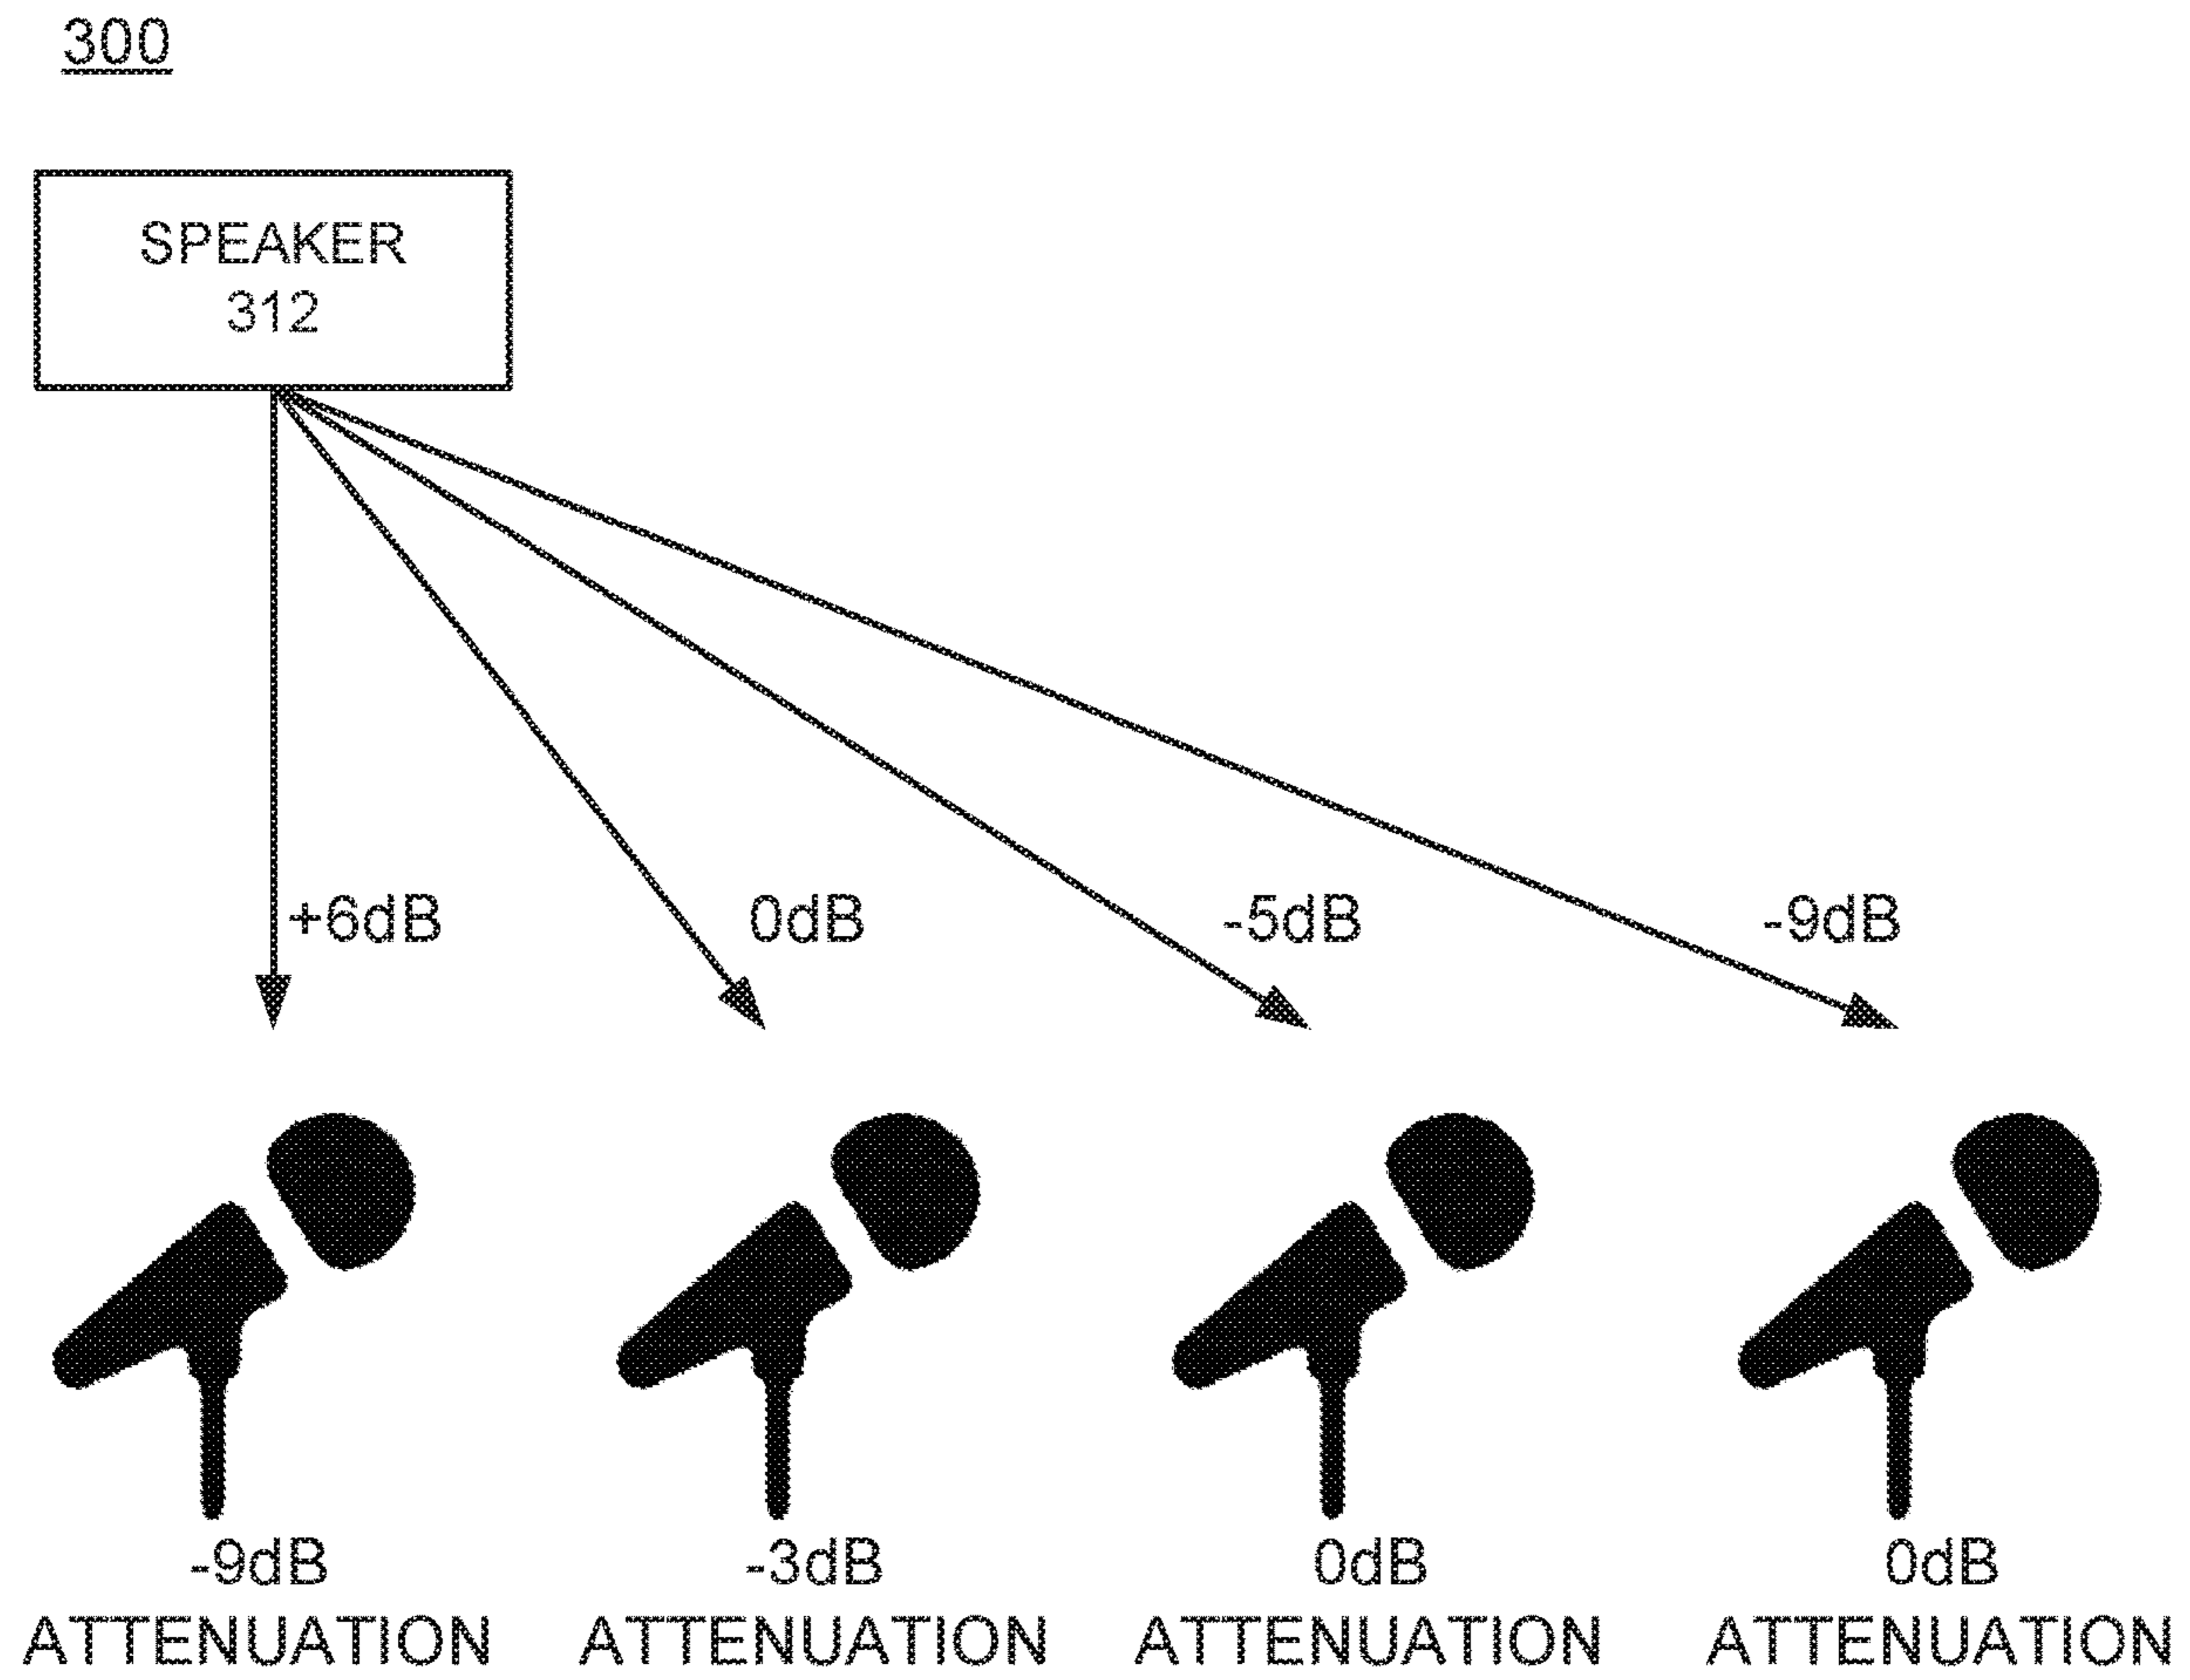 300
SPEAKER
312
+6dB 0dB -5dB -9dB
-9dB -3dB 0dB 0dB
ATTENUATION ATTENUATION ATTENUATION ATTENUATION